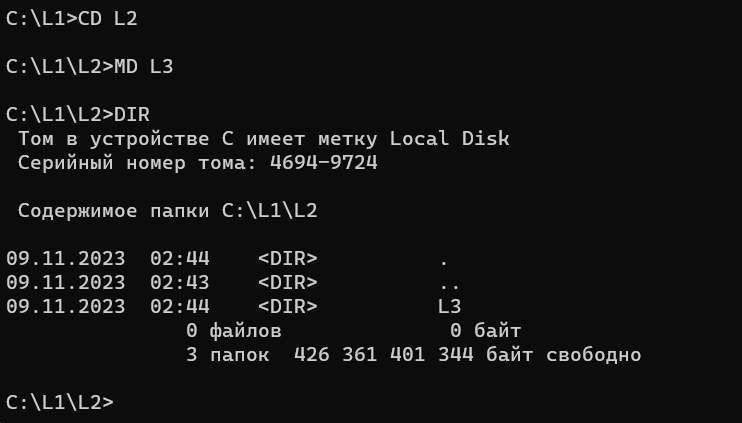 C:\L1>CD L2
C:\L1\L2>MD L3
C:\L1\L2>DIR
Том в устройстве C имеет метку Local Disk
Серийный номер тома: 4694-9724
Содержимое папки C:\L1\L2
09.11.2023  02:44    <DIR>          .
09.11.2023  02:43    <DIR>          ..
09.11.2023  02:44    <DIR>          L3
0 файлов              0 байт
3 папок  426 361 401 344 байт свободно
C:\L1\L2>